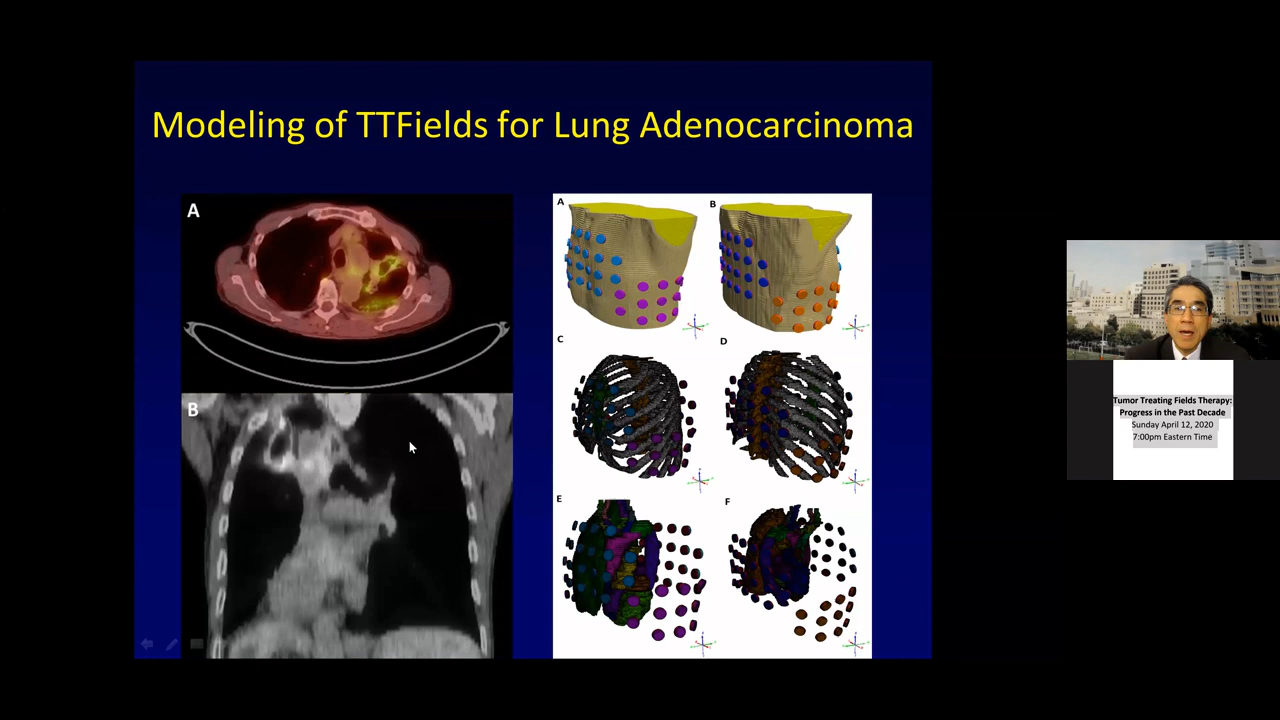 Modeling of TTFields for Lung Adenocarcinoma
A
B
A
B
C
D
E
F
Tumor Treating Fields Therapy:
Progress in the Past Decade
Sunday April 12, 2020
7:00pm Eastern Time